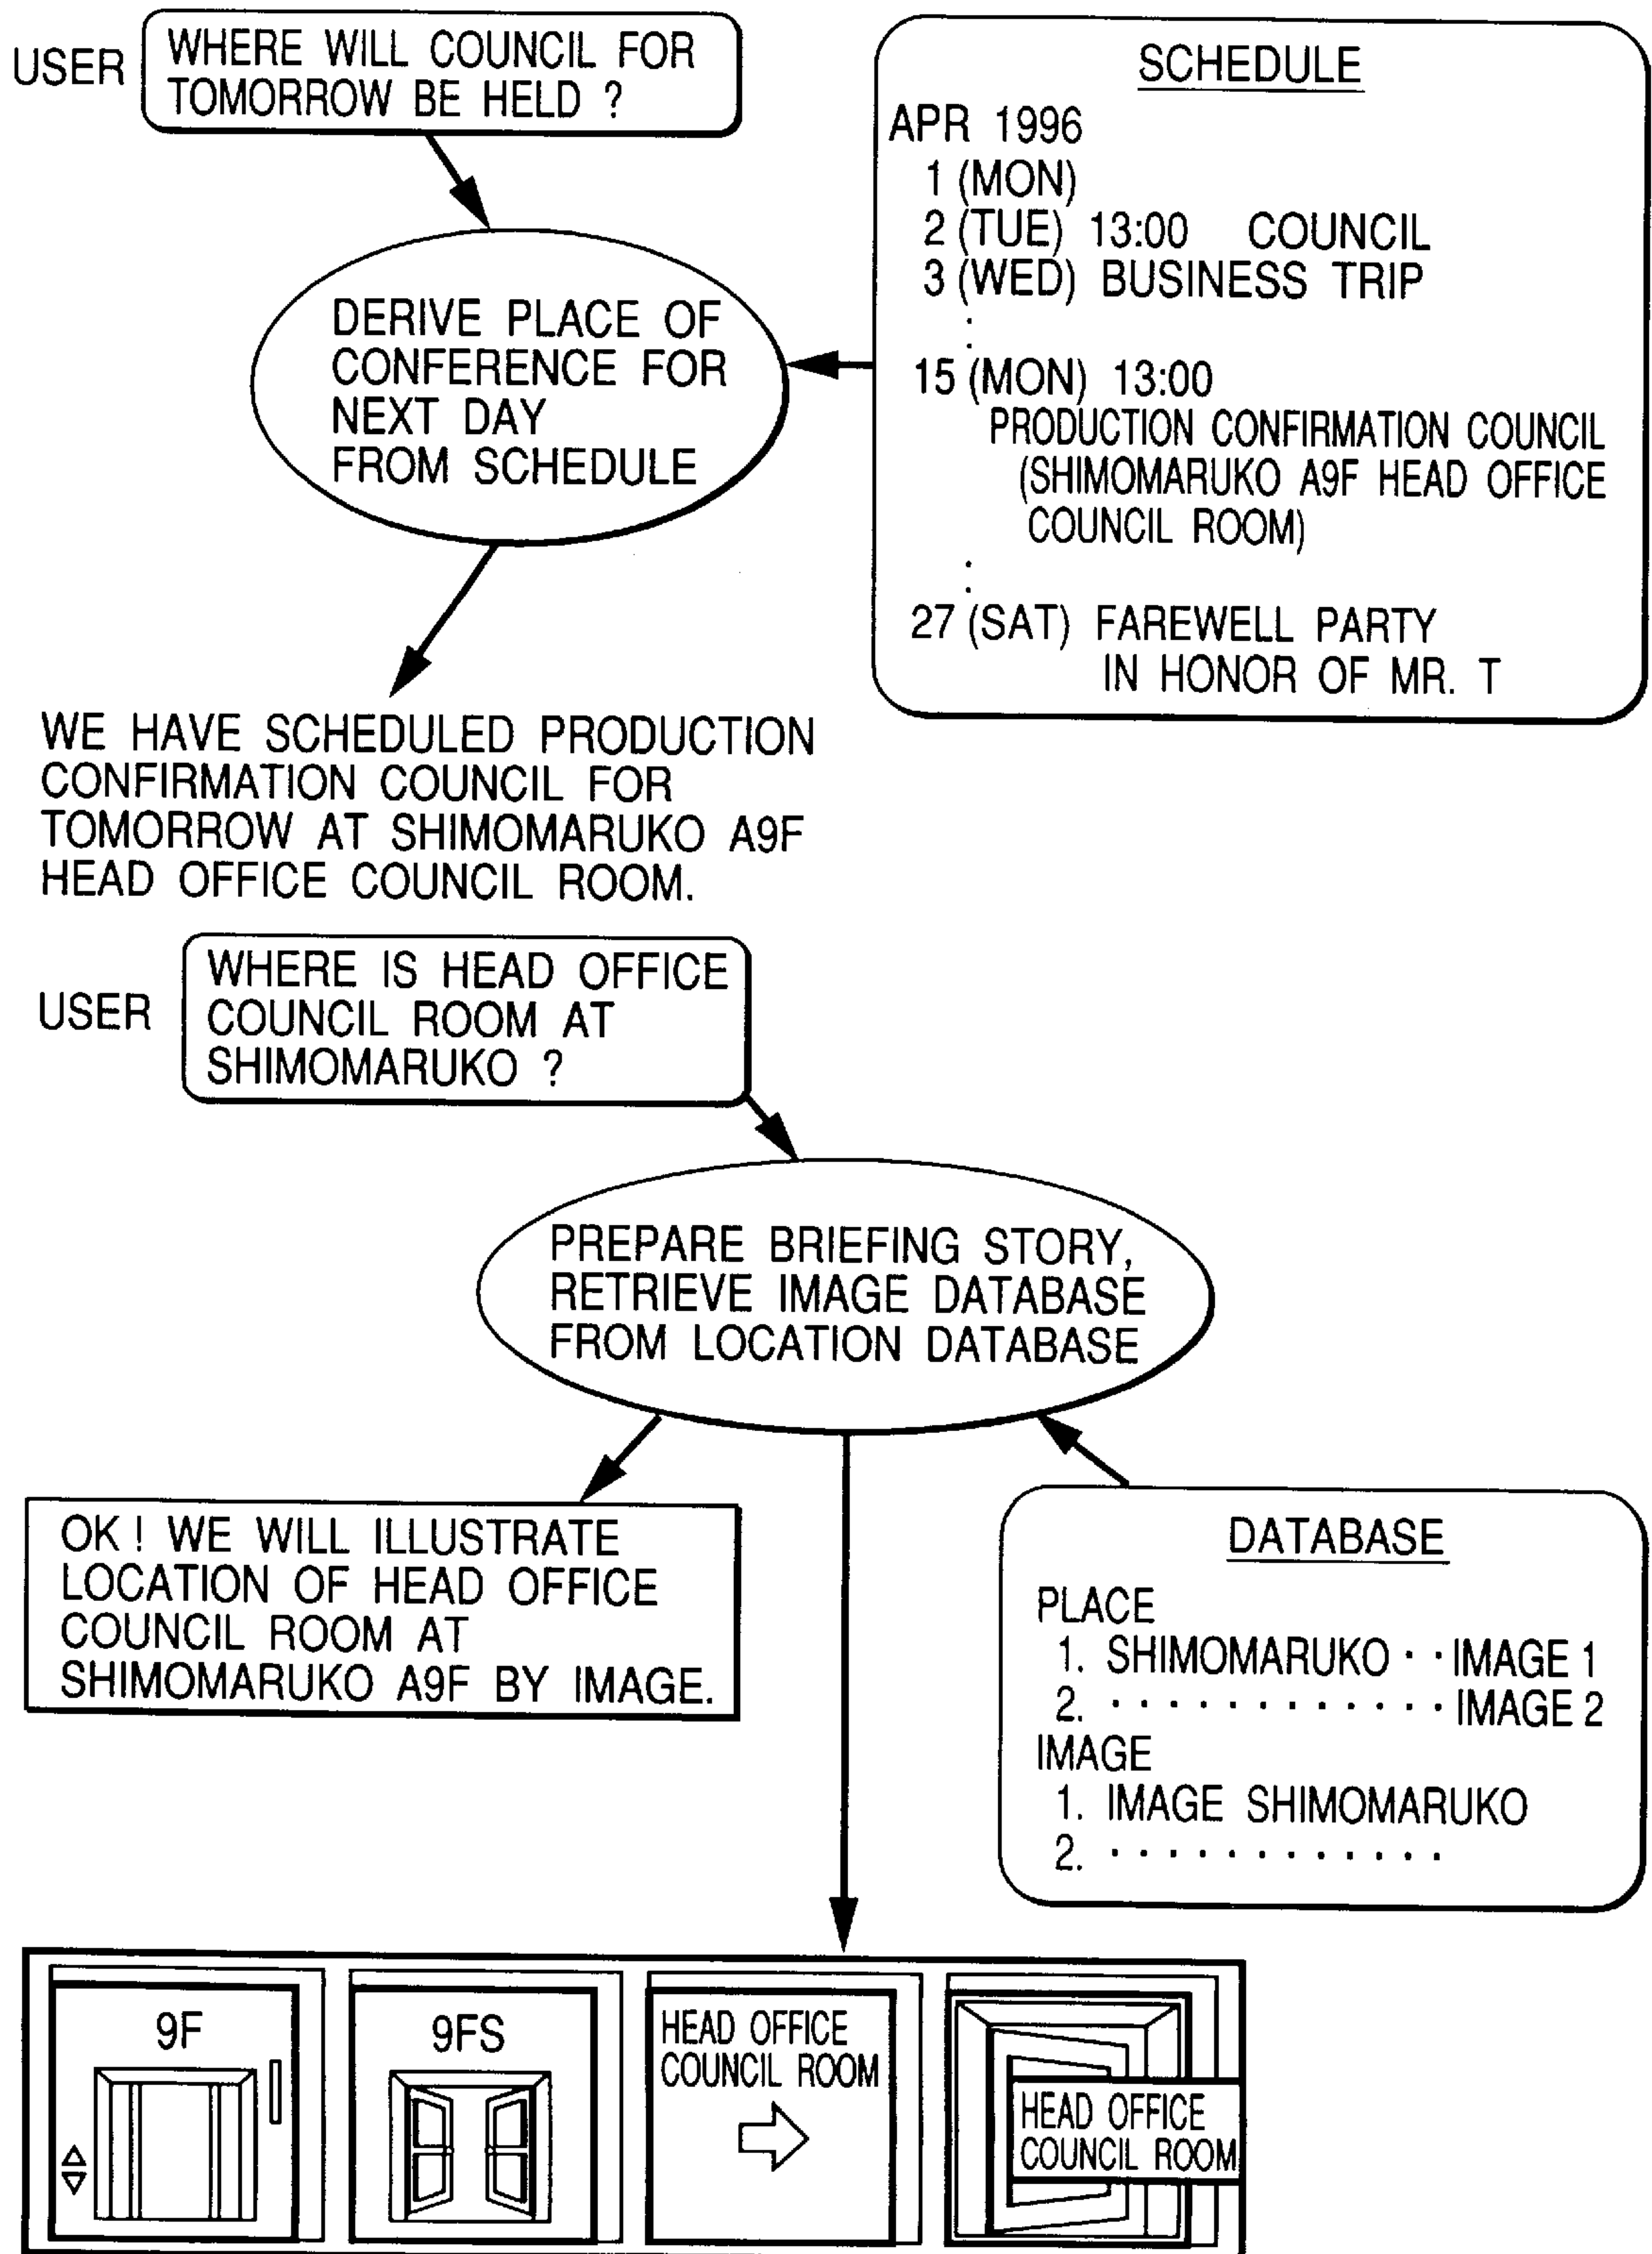 USER
WHERE WILL COUNCIL FOR
TOMORROW BE HELD ?
SCHEDULE
APR 1996
1 (MON)
2 (TUE) 13:00 COUNCIL
3 (WED) BUSINESS TRIP
:
15 (MON) 13:00
PRODUCTION CONFIRMATION COUNCIL
(SHIMOMARUKO A9F HEAD OFFICE
COUNCIL ROOM)
:
27 (SAT) FAREWELL PARTY
IN HONOR OF MR. T
DERIVE PLACE OF
CONFERENCE FOR
NEXT DAY
FROM SCHEDULE
WE HAVE SCHEDULED PRODUCTION
CONFIRMATION COUNCIL FOR
TOMORROW AT SHIMOMARUKO A9F
HEAD OFFICE COUNCIL ROOM.
USER
WHERE IS HEAD OFFICE
COUNCIL ROOM AT
SHIMOMARUKO ?
PREPARE BRIEFING STORY,
RETRIEVE IMAGE DATABASE
FROM LOCATION DATABASE
OK ! WE WILL ILLUSTRATE
LOCATION OF HEAD OFFICE
COUNCIL ROOM AT
SHIMOMARUKO A9F BY IMAGE.
DATABASE
PLACE
1. SHIMOMARUKO · · IMAGE 1
2. · · · · · · · · · · · · IMAGE 2
IMAGE
1. IMAGE SHIMOMARUKO
2. · · · · · · · · · · · ·
9F
9FS
HEAD OFFICE
COUNCIL ROOM
HEAD OFFICE
COUNCIL ROOM